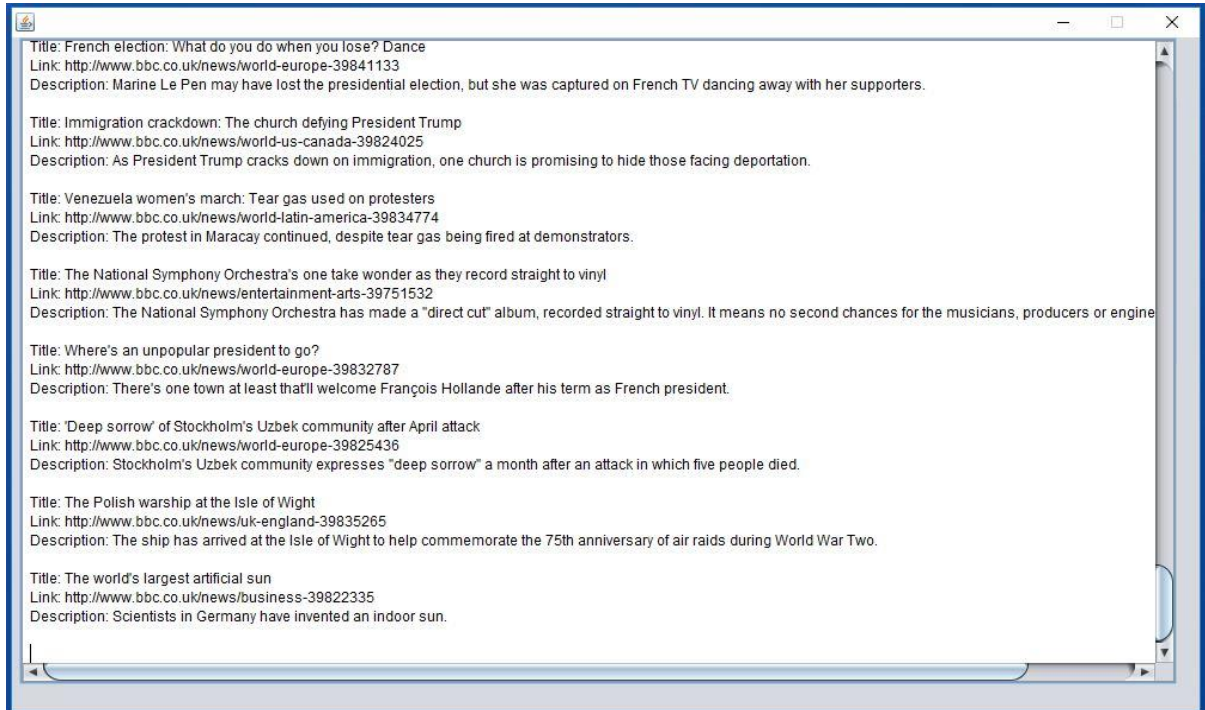 Title: French election: What do you do when you lose? Dance
Link: http://www.bbc.co.uk/news/world-europe-39841133
Description: Marine Le Pen may have lost the presidential election, but she was captured on French TV dancing away with her supporters.
Title: Immigration crackdown: The church defying President Trump
Link: http://www.bbc.co.uk/news/world-us-canada-39824025
Description: As President Trump cracks down on immigration, one church is promising to hide those facing deportation.
Title: Venezuela women's march: Tear gas used on protesters
Link: http://www.bbc.co.uk/news/world-latin-america-39834774
Description: The protest in Maracay continued, despite tear gas being fired at demonstrators.
Title: The National Symphony Orchestra's one take wonder as they record straight to vinyl
Link: http://www.bbc.co.uk/news/entertainment-arts-39751532
Description: The National Symphony Orchestra has made a "direct cut" album, recorded straight to vinyl. It means no second chances for the musicians, producers or engine
Title: Where's an unpopular president to go?
Link: http://www.bbc.co.uk/news/world-europe-39832787
Description: There's one town at least that'll welcome François Hollande after his term as French president.
Title: 'Deep sorrow' of Stockholm's Uzbek community after April attack
Link: http://www.bbc.co.uk/news/world-europe-39825436
Description: Stockholm's Uzbek community expresses "deep sorrow" a month after an attack in which five people died.
Title: The Polish warship at the Isle of Wight
Link: http://www.bbc.co.uk/news/uk-england-39835265
Description: The ship has arrived at the Isle of Wight to help commemorate the 75th anniversary of air raids during World War Two.
Title: The world's largest artificial sun
Link: http://www.bbc.co.uk/news/business-39822335
Description: Scientists in Germany have invented an indoor sun.